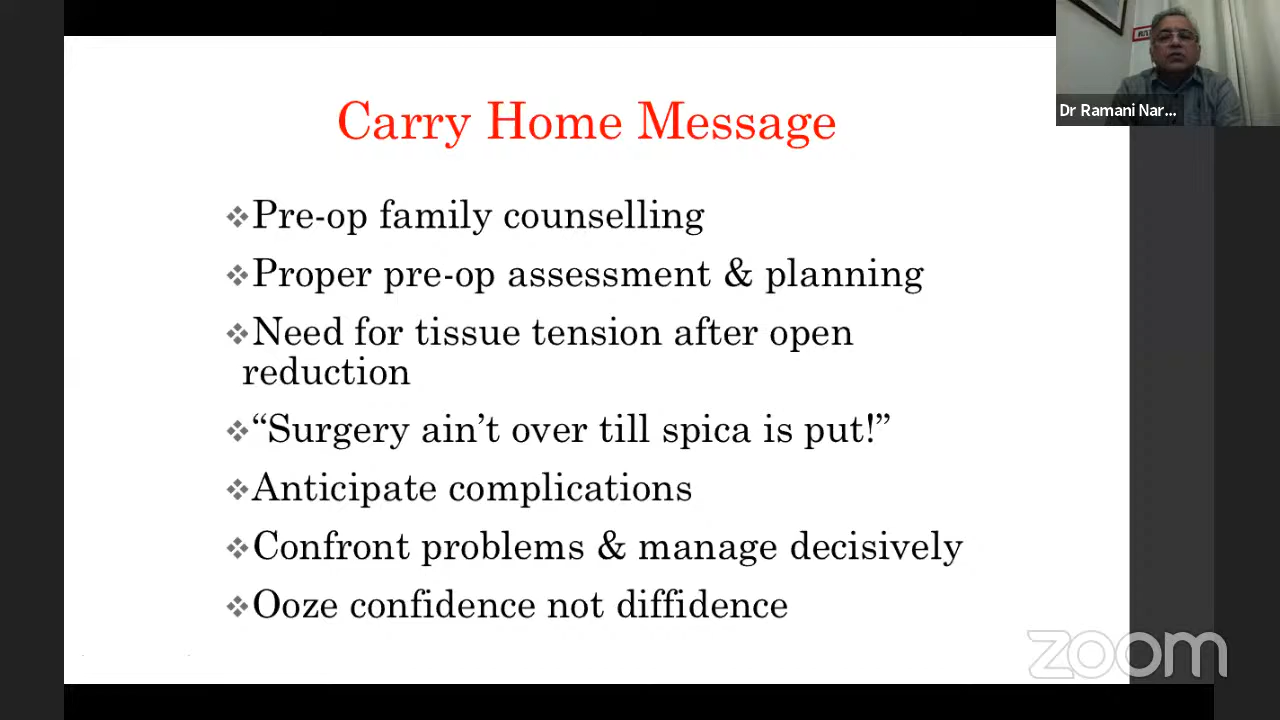 Carry Home Message
Dr Ramani Nar...
Pre-op family counselling
Proper pre-op assessment & planning
Need for tissue tension after open
reduction
“Surgery ain’t over till spica is put!”
Anticipate complications
Confront problems & manage decisively
Ooze confidence not diffidence
zoom